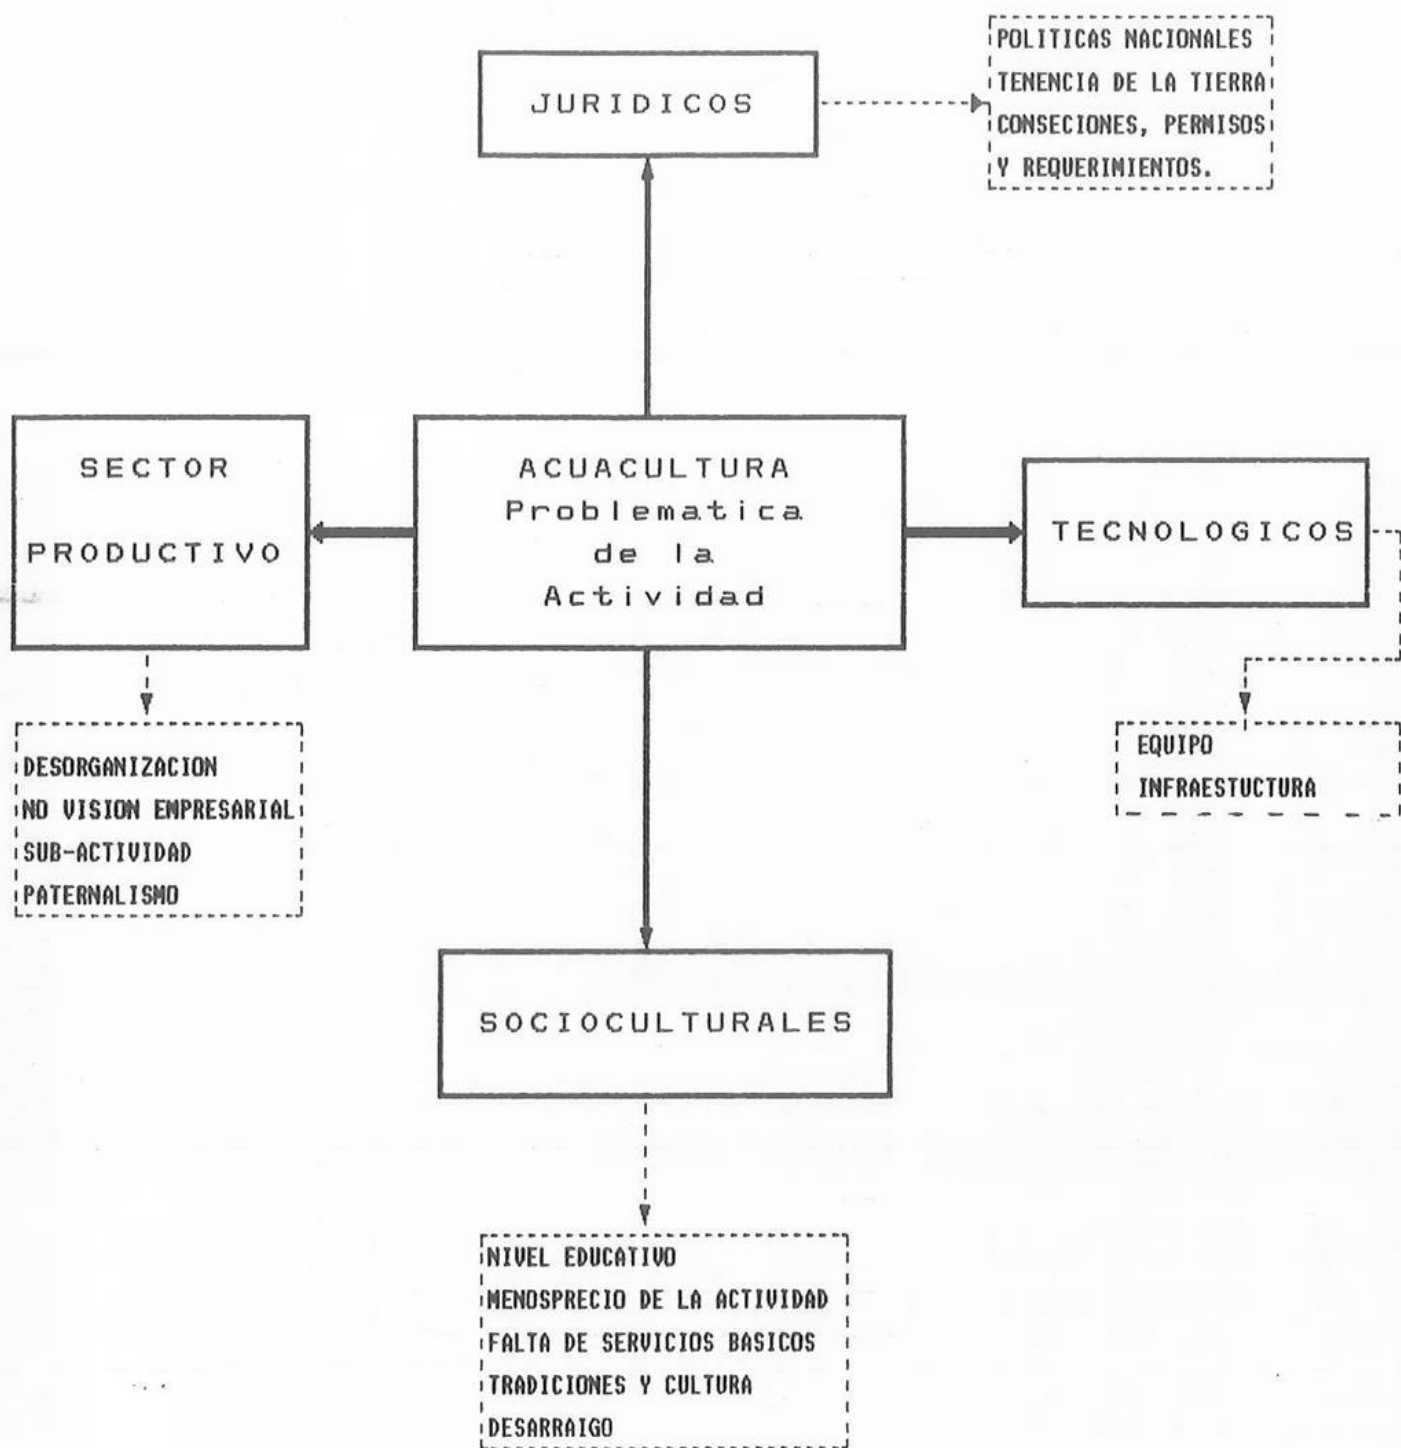 JURIDICOS
POLITICAS NACIONALES
TENENCIA DE LA TIERRA
CONSECIONES, PERMISOS
Y REQUERIMIENTOS.
SECTOR
PRODUCTIVO
ACUACULTURA
Problematica
de la
Actividad
TECNOLOGICOS
DESORGANIZACION
NO VISION EMPRESARIAL
SUB-ACTIVIDAD
PATERNALISMO
EQUIPO
INFRAESTUCTURA
SOCIOCULTURALES
NIVEL EDUCATIVO
MENOSPRECIO DE LA ACTIVIDAD
FALTA DE SERVICIOS BASICOS
TRADICIONES Y CULTURA
DESARRAIGO